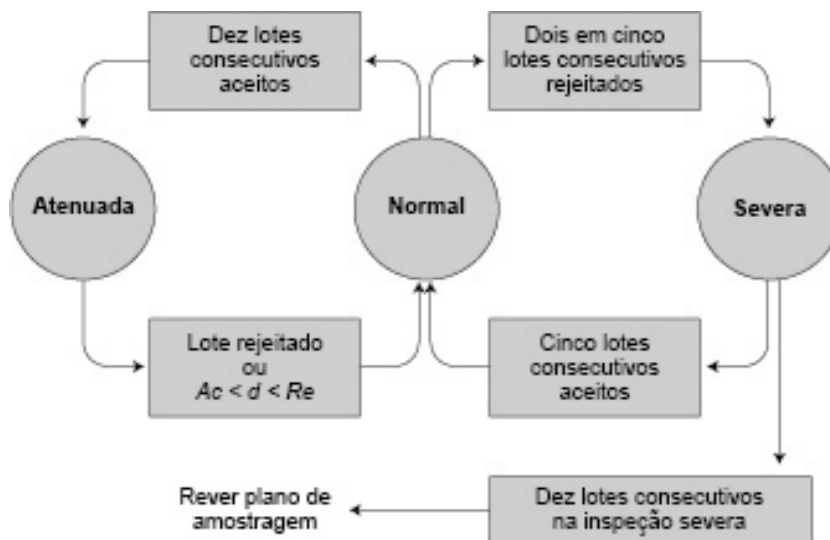 Dez lotes
consecutivos
aceitos
Dois em cinco
lotes consecutivos
rejeitados
Atenuada
Normal
Severa
Lote rejeitado
ou
Ac < d < Re
Cinco lotes
consecutivos
aceitos
Rever plano de
amostragem
Dez lotes consecutivos
na inspeção severa